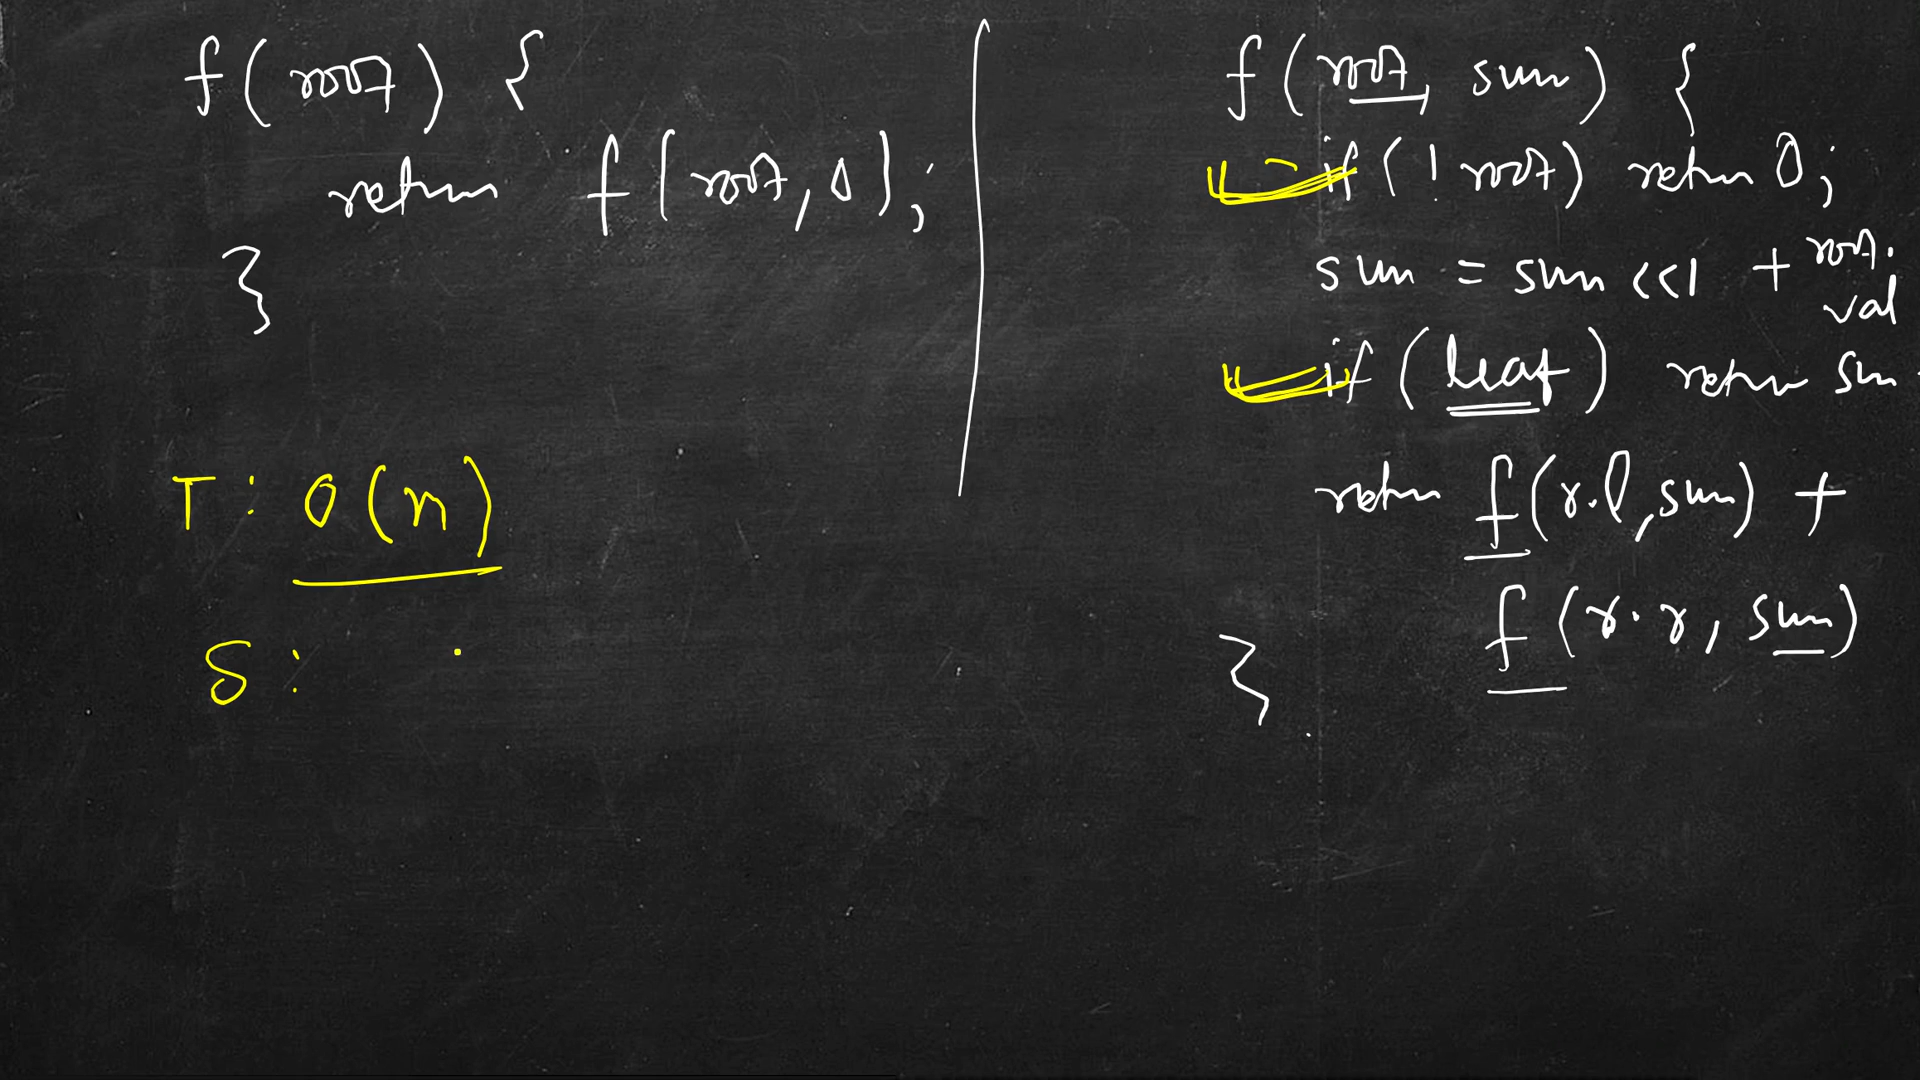 f(root) {
return f(root, 0);
}
T: O(n)
S:
f(root, sum) {
if (!root) return 0;
sum = sum <<1 + root.
val
if (leaf) return sum
return f(r.l, sum) +
f(r.r, sum)
}